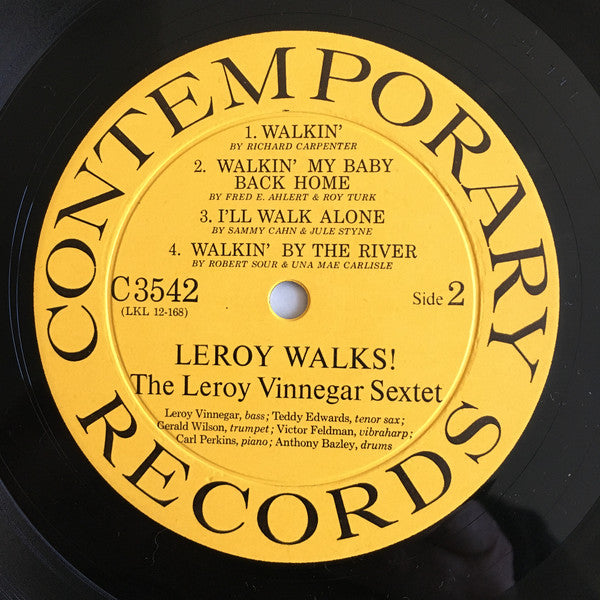 CONTEMPORARY
1. WALKIN'
BY RICHARD CARPENTER
2. WALKIN' MY BABY
BACK HOME
BY FRED E. AHLERT & ROY TURK
3. I'LL WALK ALONE
BY SAMMY CAHN & JULE STYNE
4. WALKIN' BY THE RIVER
BY ROBERT SOUR & UNA MAE CARLISLE
C 3542
(LKL 12-168)
Side 2
LEROY WALKS!
The Leroy Vinnegar Sextet
Leroy Vinnegar, bass; Teddy Edwards, tenor sax;
Gerald Wilson, trumpet; Victor Feldman, vibraharp;
Carl Perkins, piano; Anthony Bazley, drums
RECORDS